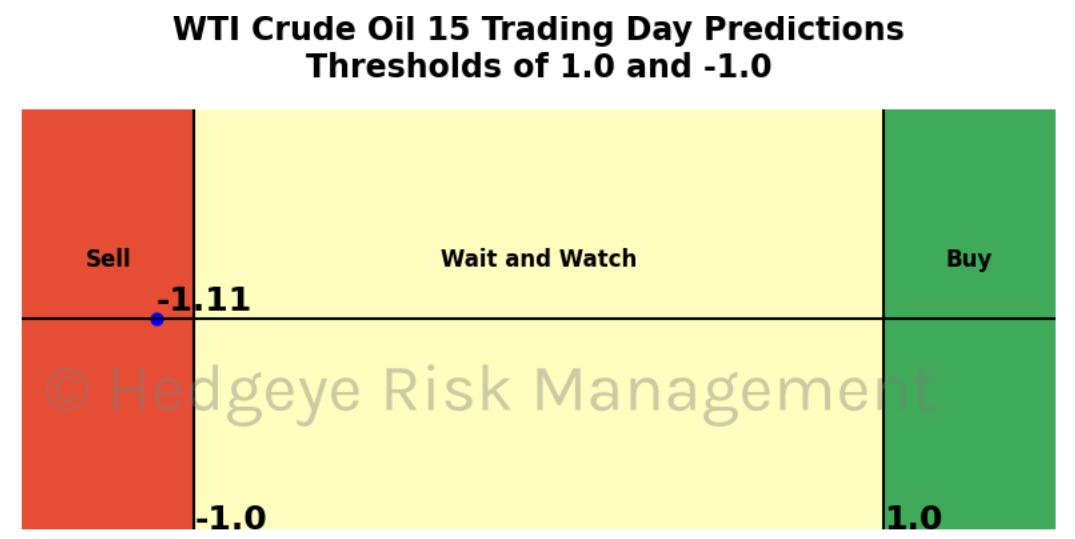 WTI Crude Oil 15 Trading Day Predictions
Thresholds of 1.0 and -1.0
Sell
Wait and Watch
Buy
-1.11
© Hedgeye Risk Management
-1.0
1.0